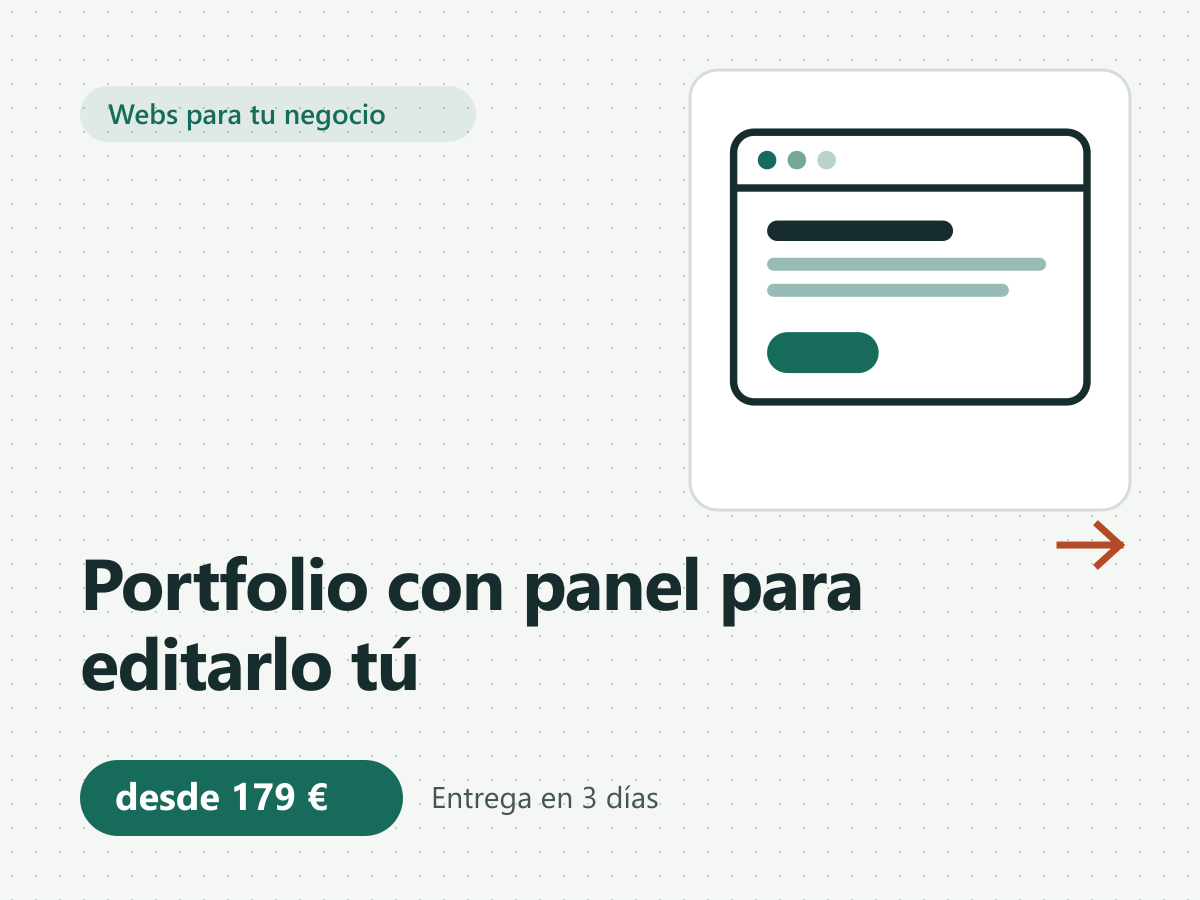 Webs para tu negocio
Portfolio con panel para
editarlo tú
desde 179 €
Entrega en 3 días